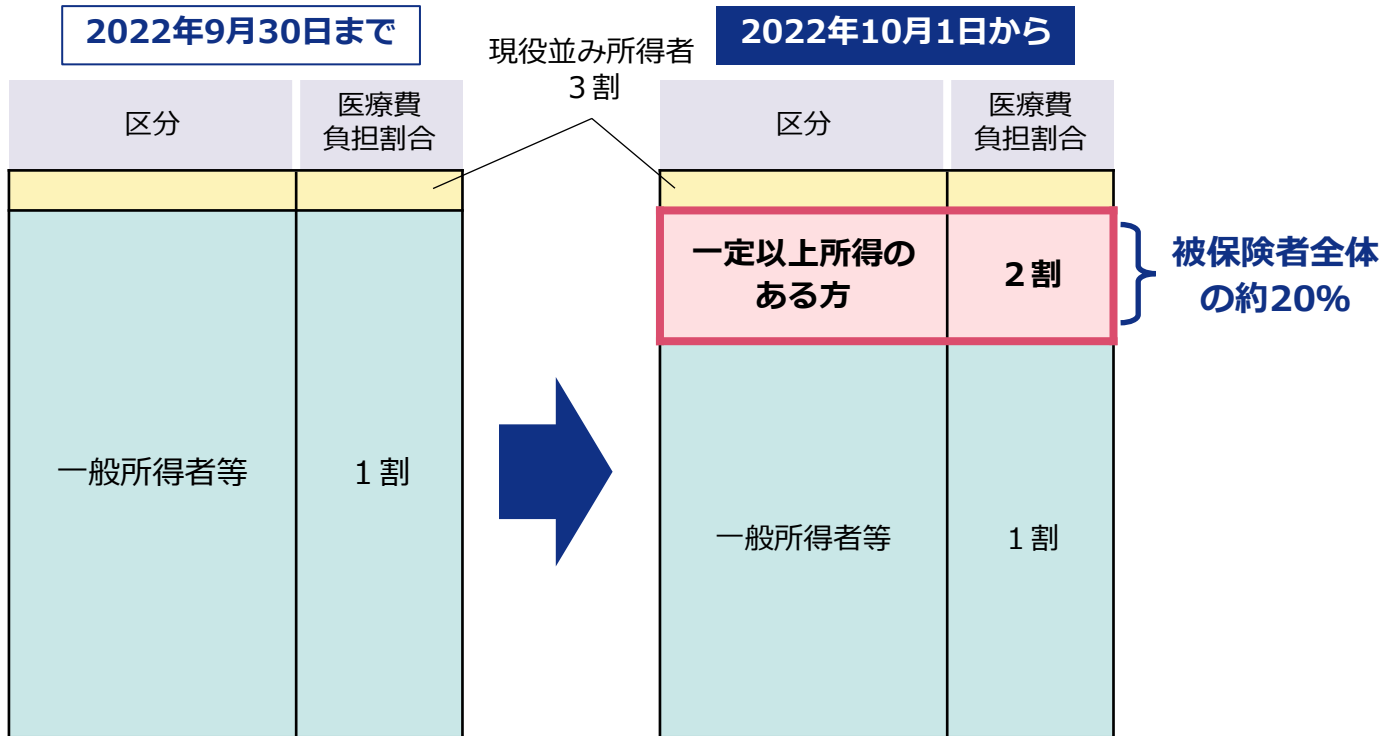 2022年9月30日まで
現役並み所得者
３割
2022年10月1日から
区分
医療費
負担割合
区分
医療費
負担割合
一般所得者等
１割
一定以上所得の
ある方
２割
被保険者全体
の約20%
一般所得者等
１割